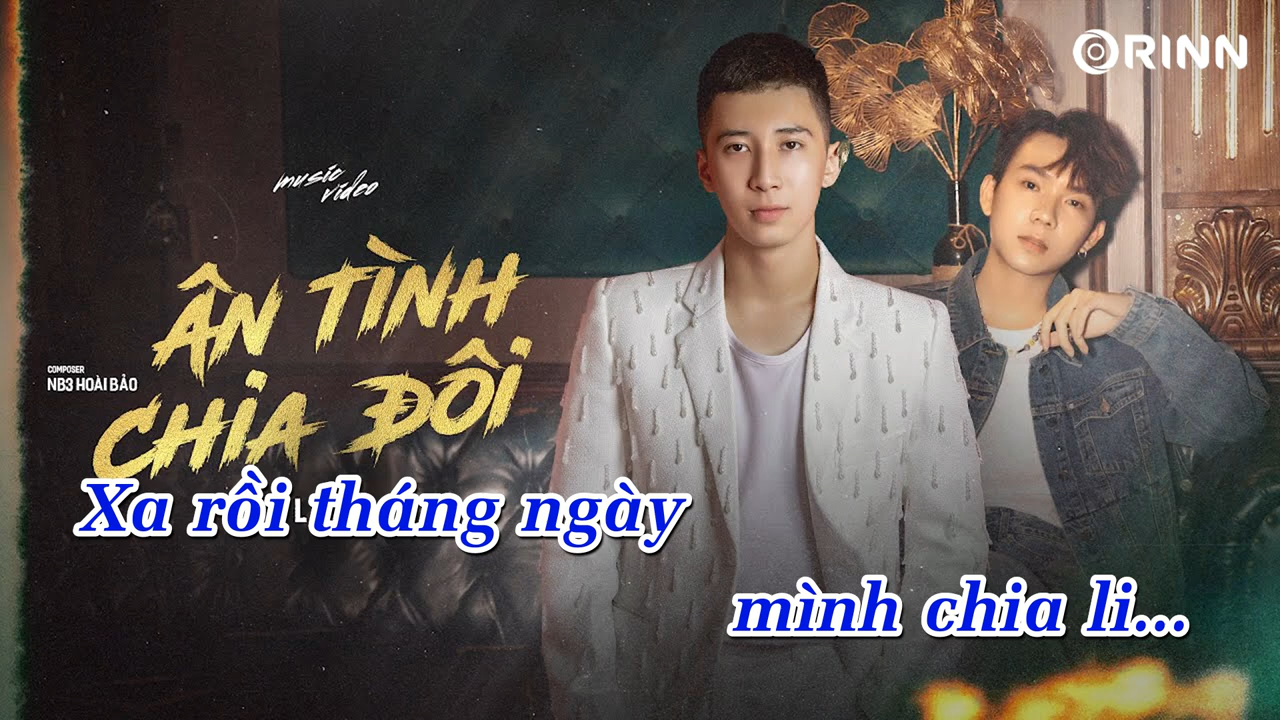 ORINN
music
video
ÂN TÌNH
COMPOSER
NB3 HOÀI BẢO
CHIA ĐÔI
Xa rồi tháng ngày
mình chia li...